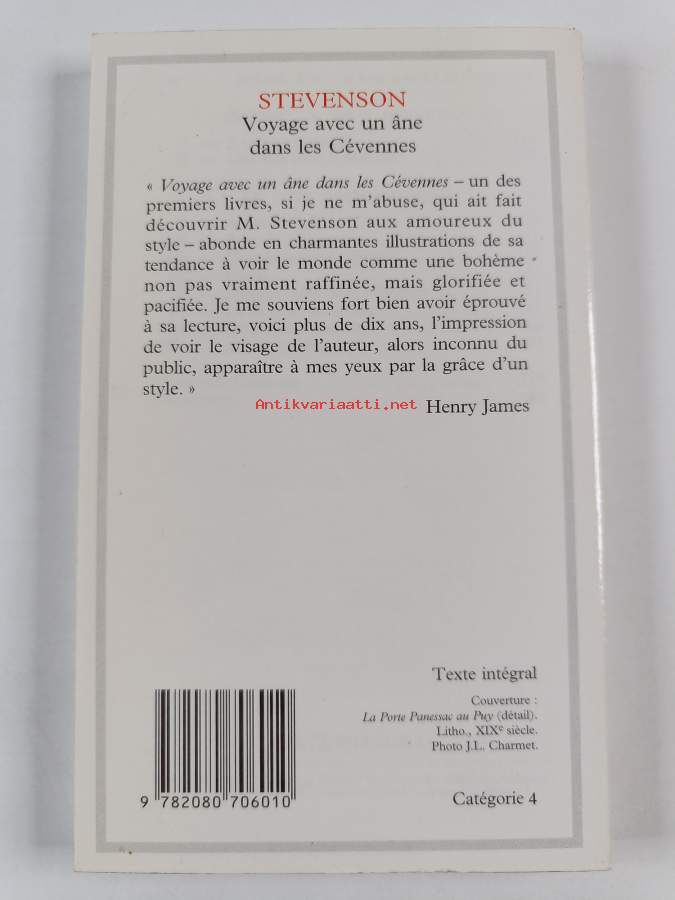 STEVENSON
Voyage avec un âne
dans les Cévennes
« Voyage avec un âne dans les Cévennes – un des
premiers livres, si je ne m'abuse, qui ait fait
découvrir M. Stevenson aux amoureux du
style – abonde en charmantes illustrations de sa
tendance à voir le monde comme une bohème
non pas vraiment raffinée, mais glorifiée et
pacifiée. Je me souviens fort bien avoir éprouvé
à sa lecture, voici plus de dix ans, l'impression
de voir le visage de l'auteur, alors inconnu du
public, apparaître à mes yeux par la grâce d'un
style. »
Antikvariaatti.net
Henry James
Texte intégral
Couverture :
La Porte Panessac au Puy (détail).
Litho., XIXe siècle.
Photo J.L. Charmet.
9 782080 706010
Catégorie 4